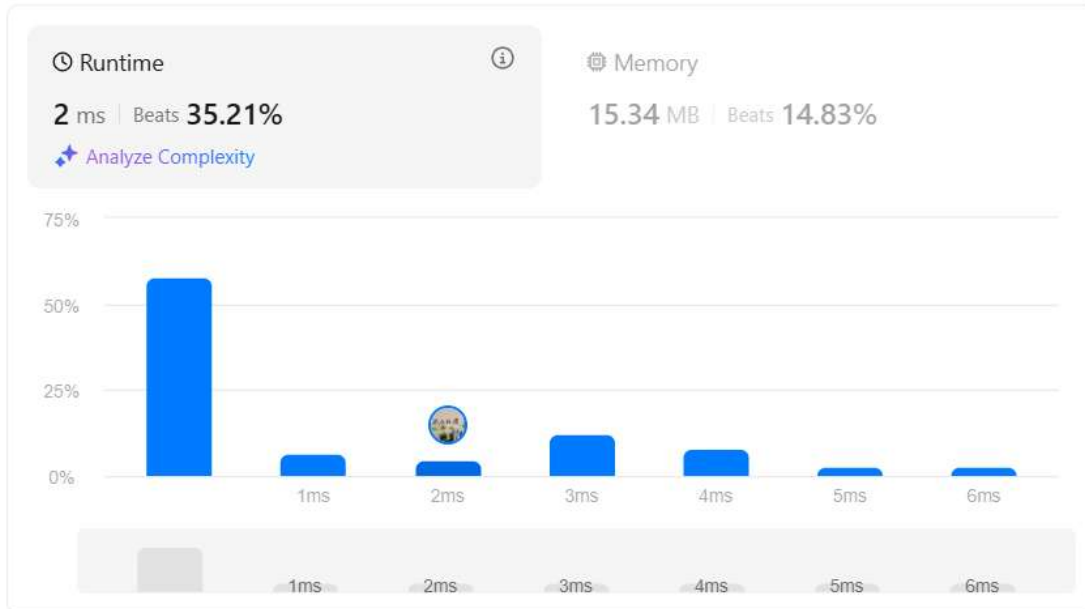 Runtime
2 ms | Beats 35.21%
Analyze Complexity
Memory
15.34 MB | Beats 14.83%
75%
50%
25%
0%
1ms 2ms 3ms 4ms 5ms 6ms
1ms 2ms 3ms 4ms 5ms 6ms